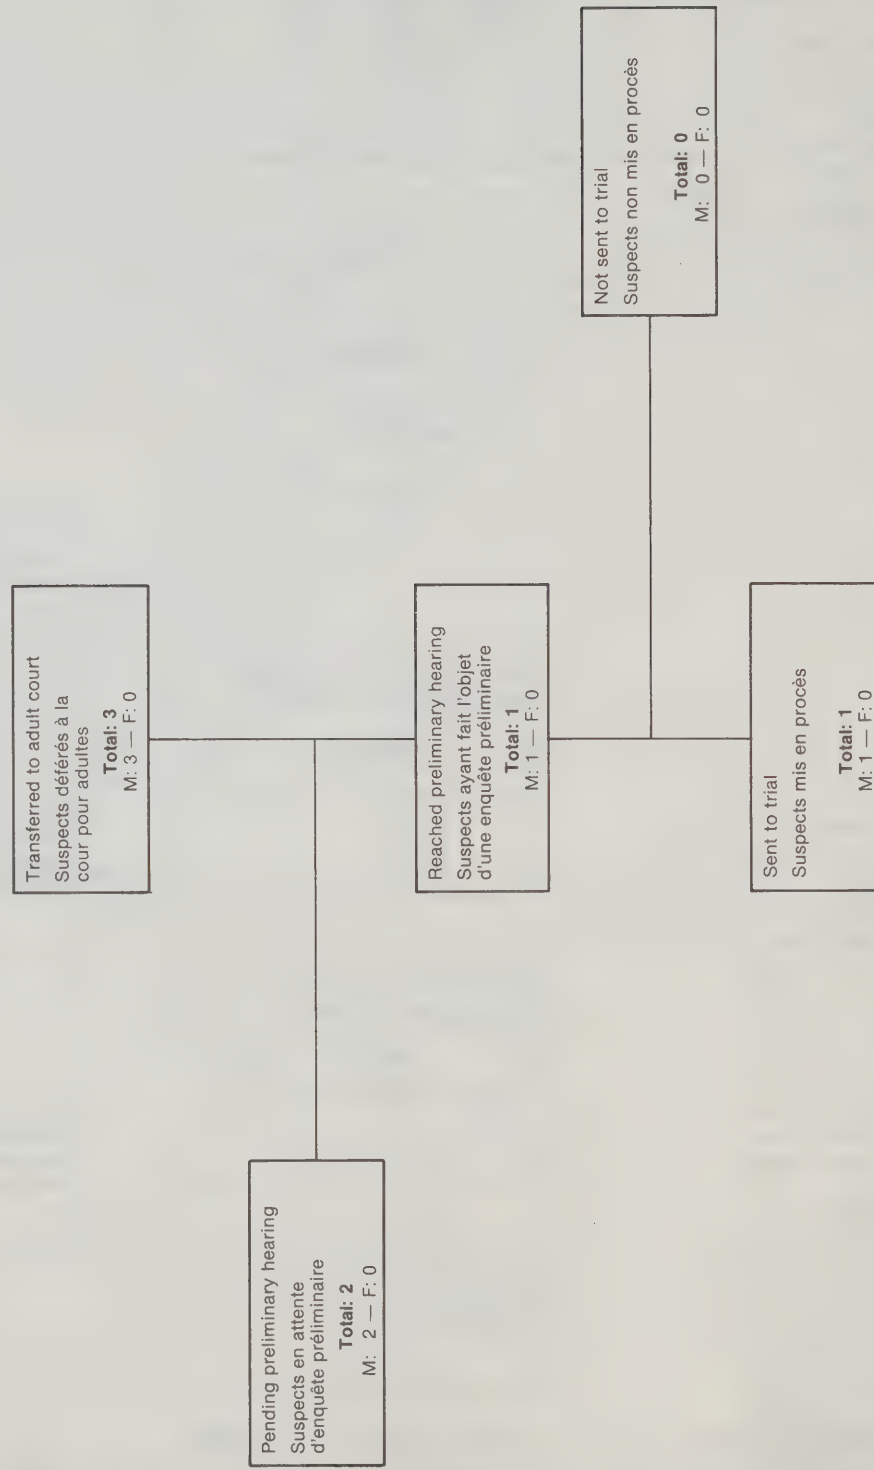 Transferred to adult court
Suspects déférés à la
cour pour adultes
Total: 3
M: 3 — F: 0
Pending preliminary hearing
Suspects en attente
d'enquête préliminaire
Total: 2
M: 2 — F: 0
Reached preliminary hearing
Suspects ayant fait l'objet
d'une enquête préliminaire
Total: 1
M: 1 — F: 0
Not sent to trial
Suspects non mis en procès
Total: 0
M: 0 — F: 0
Sent to trial
Suspects mis en procès
Total: 1
M: 1 — F: 0